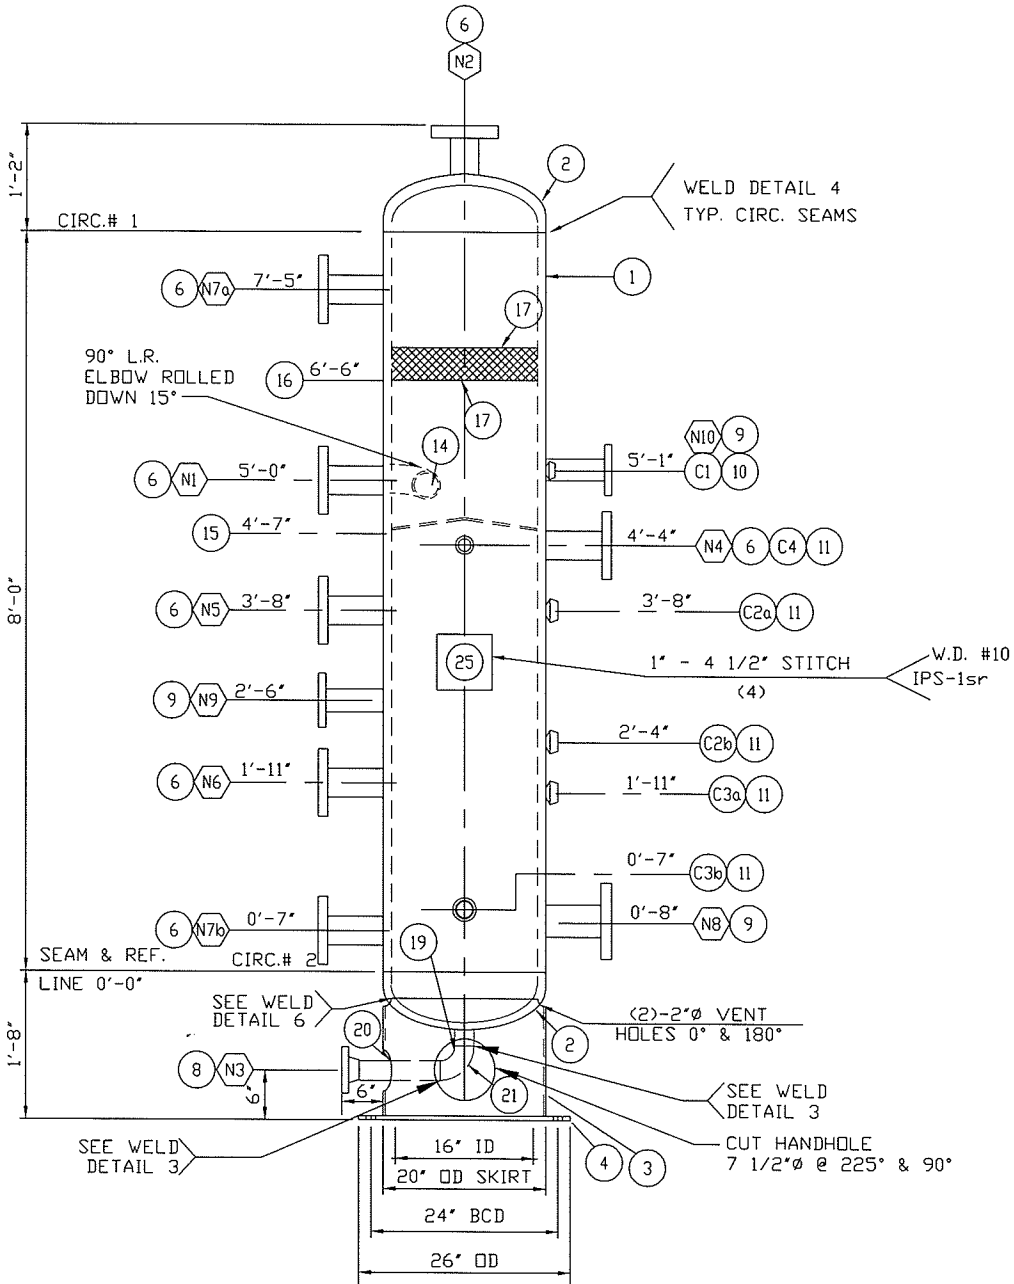 6
N2
1'-2"
2
WELD DETAIL 4
TYP. CIRC. SEAMS
CIRC.# 1
6 N7a 7'-5"
1
17
90° L.R.
ELBOW ROLLED
DOWN 15°
16 6'-6"
17
14
N10 9
5'-1" C1 10
6 N1 5'-0"
15 4'-7"
4'-4" N4 6 C4 11
8'-0"
6 N5 3'-8"
3'-8" C2a 11
25
1" - 4 1/2" STITCH
(4)
W.D. #10
IPS-1sr
9 N9 2'-6"
2'-4" C2b 11
6 N6 1'-11"
1'-11" C3a 11
0'-7" C3b 11
6 N7b 0'-7"
0'-8" N8 9
19
SEAM & REF.
LINE 0'-0"
CIRC.# 2
SEE WELD
DETAIL 6
(2)-2"Ø VENT
HOLES 0° & 180°
20
2
1'-8"
8 N3
6"
6"
21
SEE WELD
DETAIL 3
SEE WELD
DETAIL 3
CUT HANDHOLE
7 1/2"Ø @ 225° & 90°
4
3
16" ID
20" OD SKIRT
24" BCD
26" OD